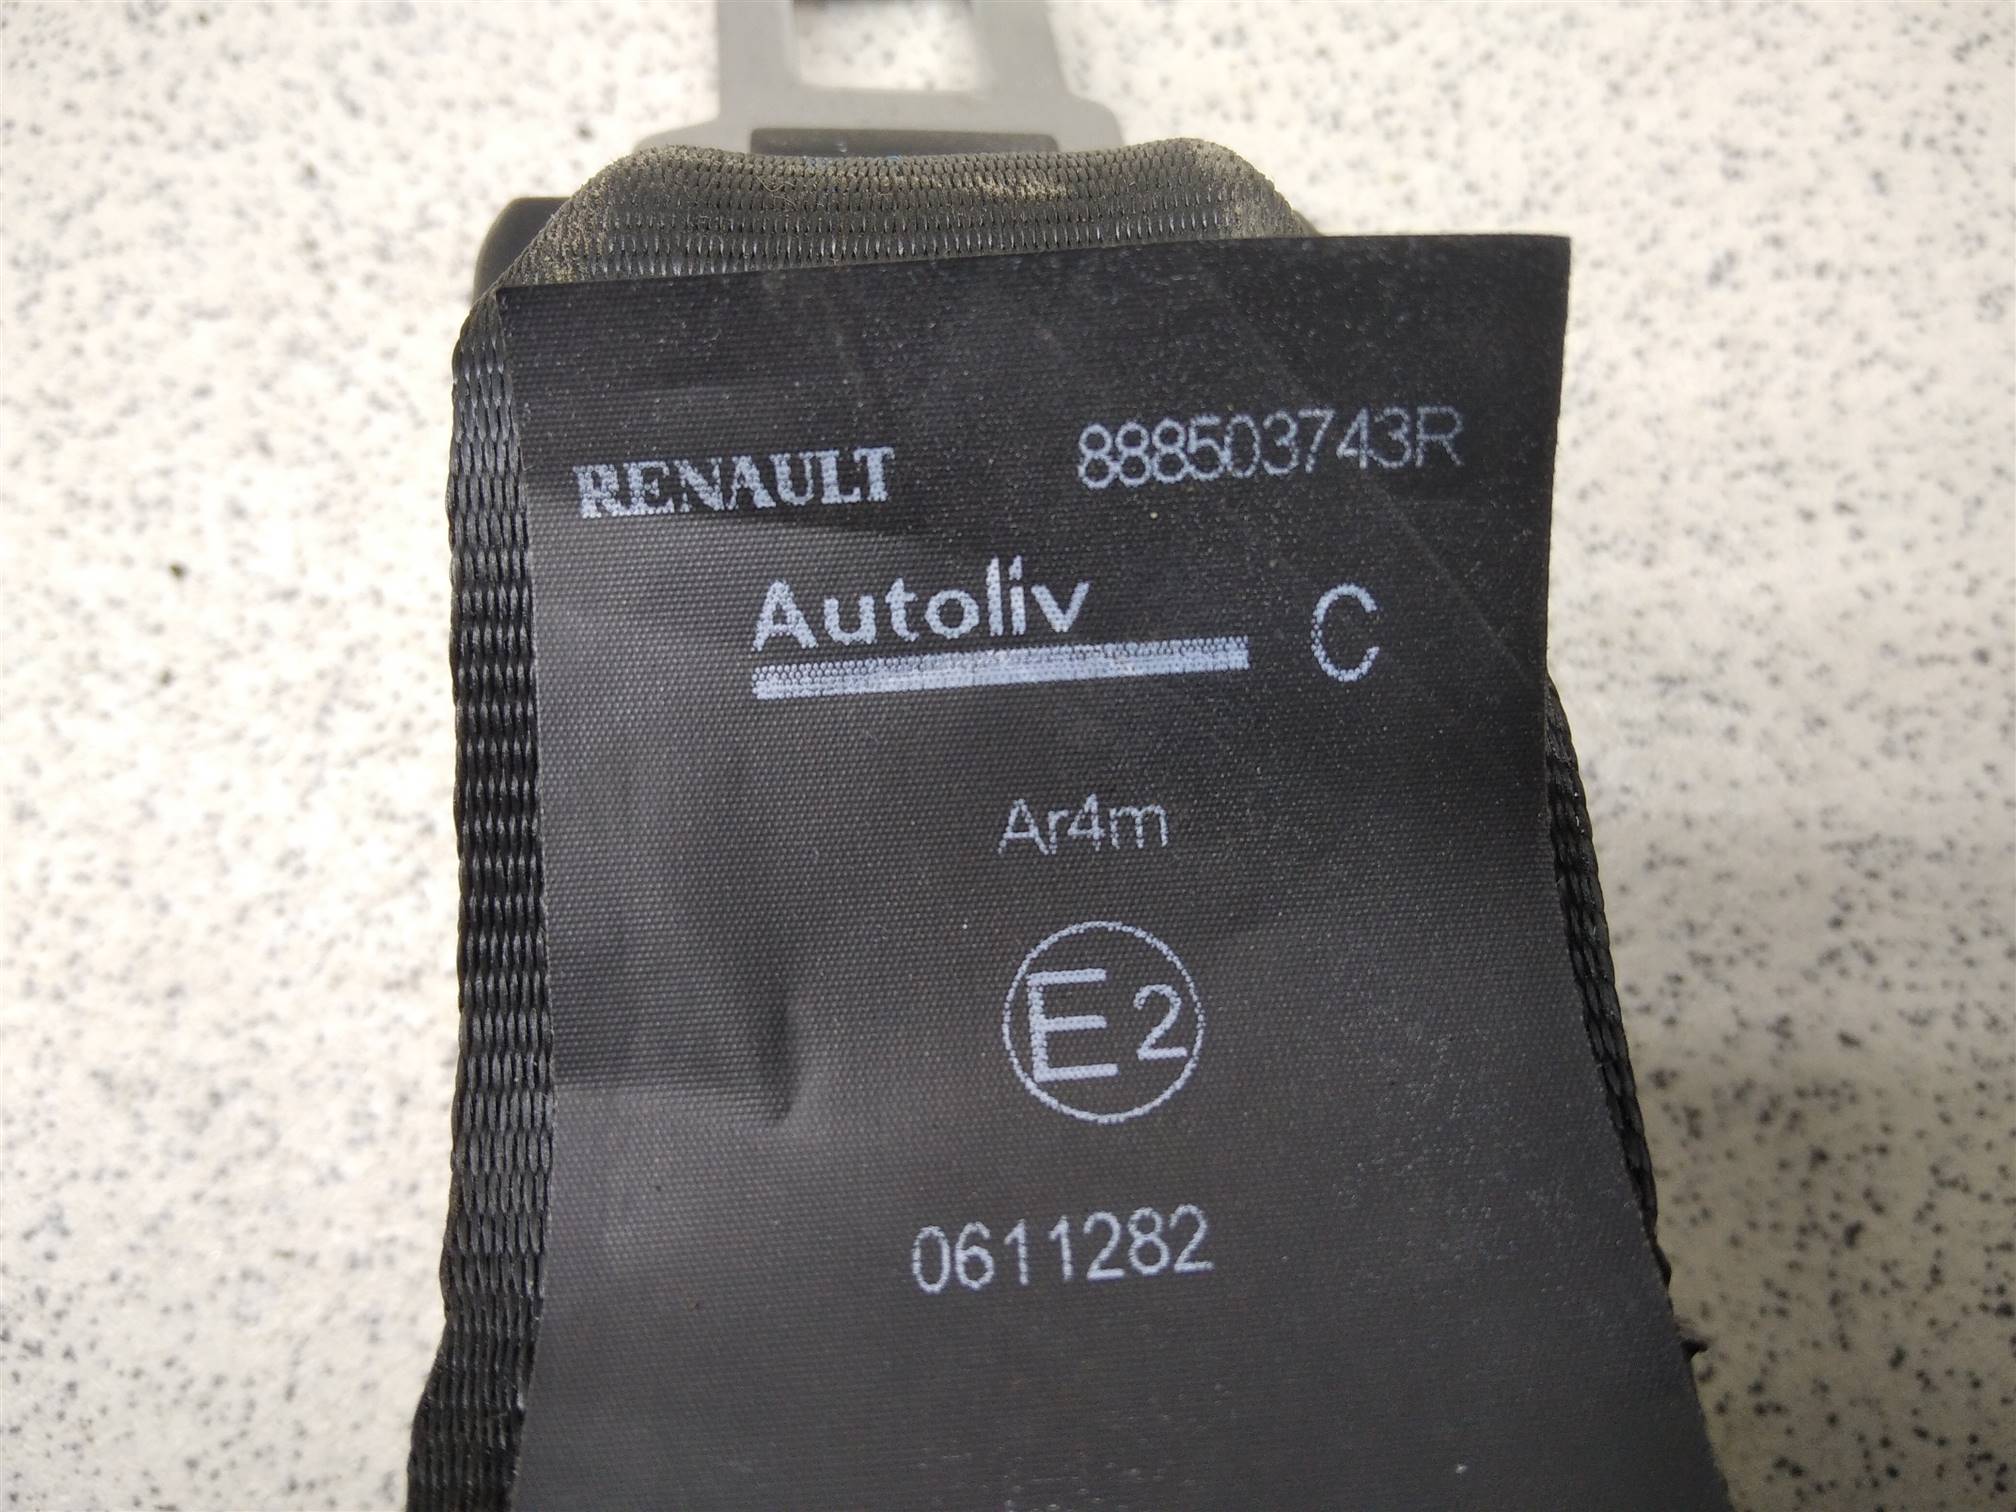 RENAULT 888503743R
Autoliv C
Ar4m
E2
0611282